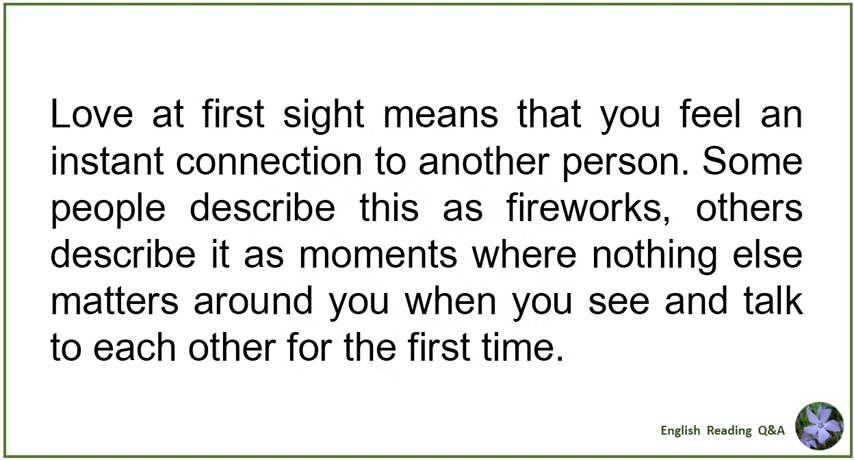 Love at first sight means that you feel an
instant connection to another person. Some
people describe this as fireworks, others
describe it as moments where nothing else
matters around you when you see and talk
to each other for the first time.
English Reading Q&A